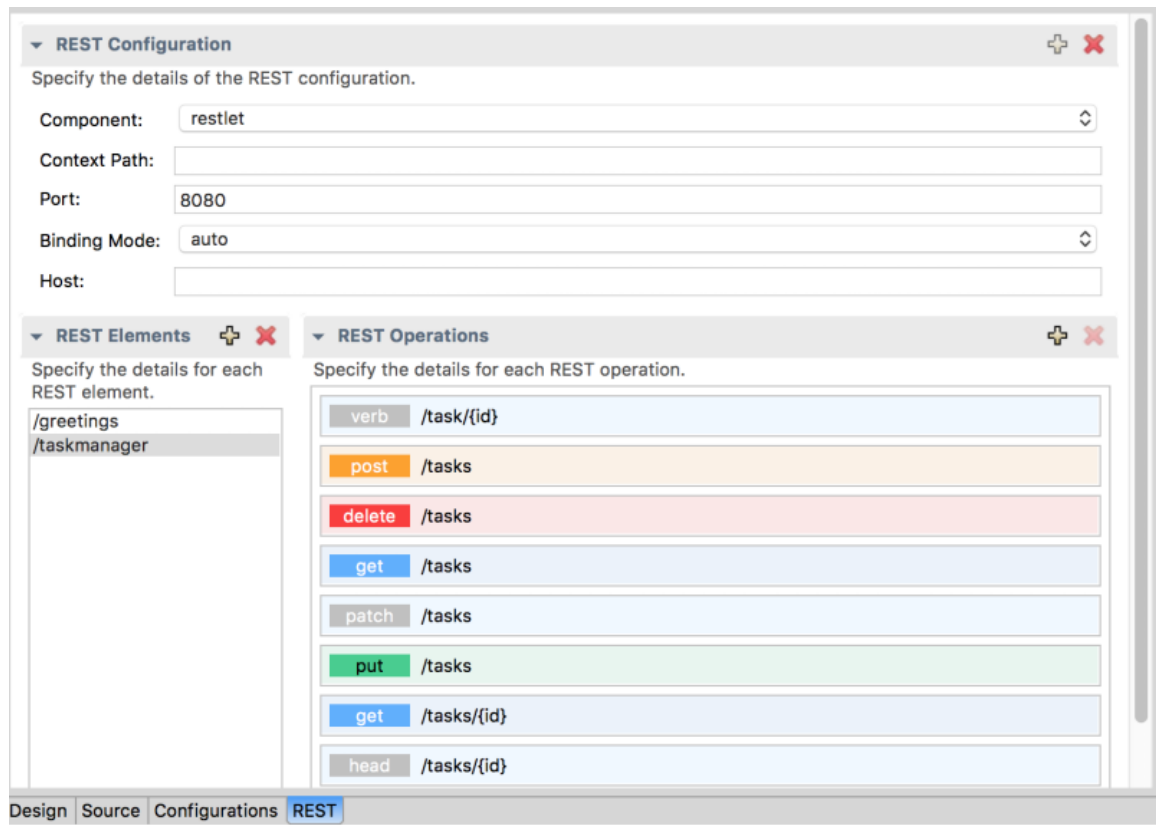 REST Configuration
Specify the details of the REST configuration.
Component: restlet
Context Path:
Port: 8080
Binding Mode: auto
Host:
REST Elements
Specify the details for each
REST element.
/greetings
/taskmanager
REST Operations
Specify the details for each REST operation.
verb /task/{id}
post /tasks
delete /tasks
get /tasks
patch /tasks
put /tasks
get /tasks/{id}
head /tasks/{id}
Design Source Configurations REST